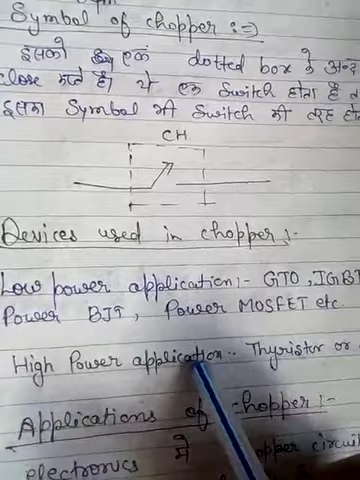 Symbol of chopper :=>
इसको एक dotted box के अन्द
close करते है। ये एक Switch होता है
इसका Symbol भी Switch की तरह हो
CH
Devices used in chopper :-
Low power application :- GTO, IGBT
Power BJT, Power MOSFET etc
High Power application :- Thyristor or
Applications of chopper :-
electronics में circui